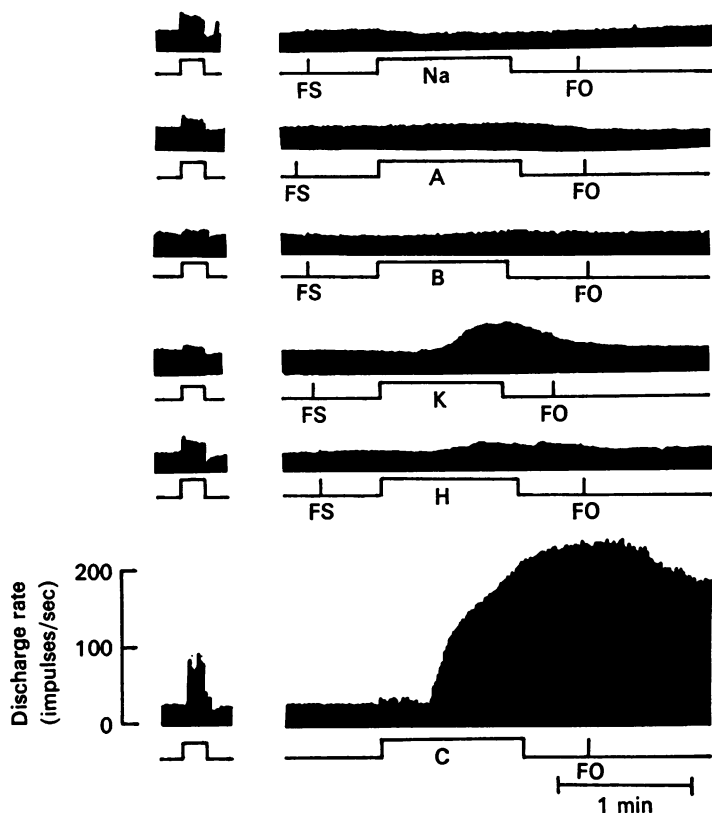 FS Na FO
FS A FO
FS B FO
FS K FO
FS H FO
Discharge rate
(impulses/sec)
200
100
0
C
FO
1 min